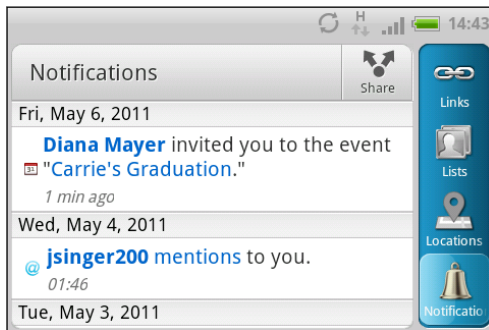 H
14:43
Notifications
Share
Links
Fri, May 6, 2011
Diana Mayer invited you to the event
31 "Carrie's Graduation."
1 min ago
Lists
Wed, May 4, 2011
@ jsinger200 mentions to you.
01:46
Locations
Tue, May 3, 2011
Notificatio